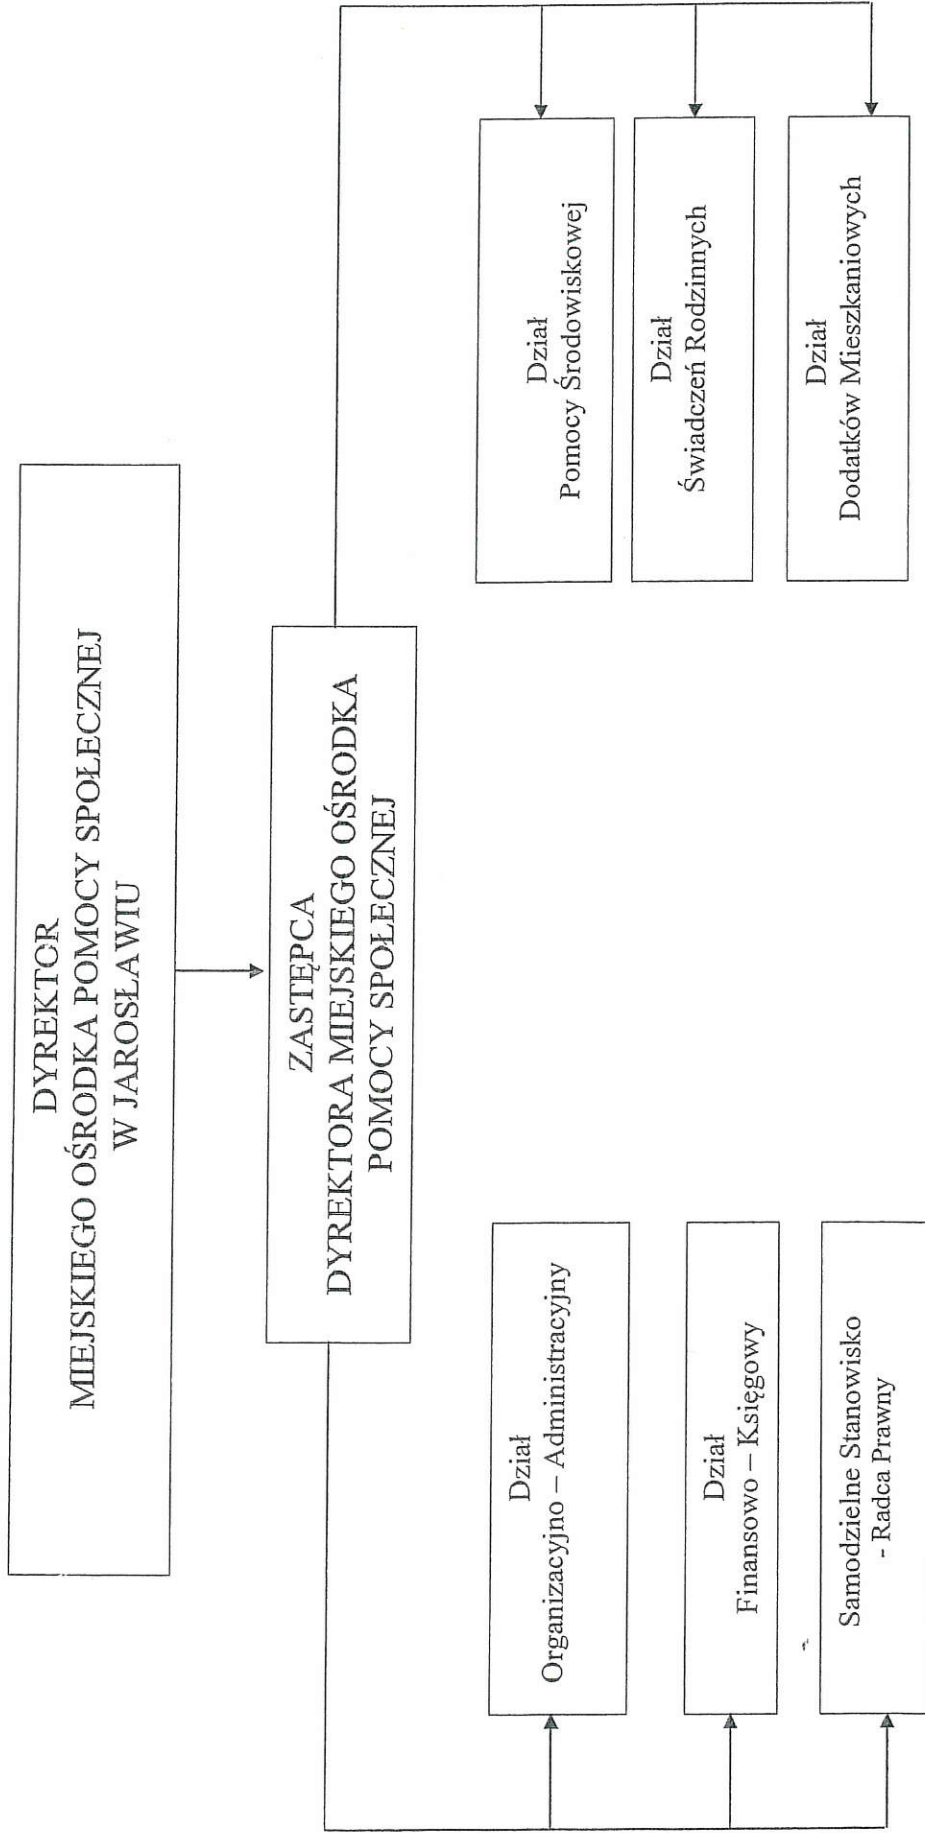 DYREKTOR
MIEJSKIEGO OŚRODKA POMOCY SPOŁECZNEJ
W JAROSŁAWIU
ZASTĘPCA
DYREKTORA MIEJSKIEGO OŚRODKA
POMOCY SPOŁECZNEJ
Dział
Organizacyjno – Administracyjny
Dział
Finansowo – Księgowy
Samodzielne Stanowisko
- Radca Prawny
Dział
Pomocy Środowiskowej
Dział
Świadczeń Rodzinnych
Dział
Dodatków Mieszkaniowych